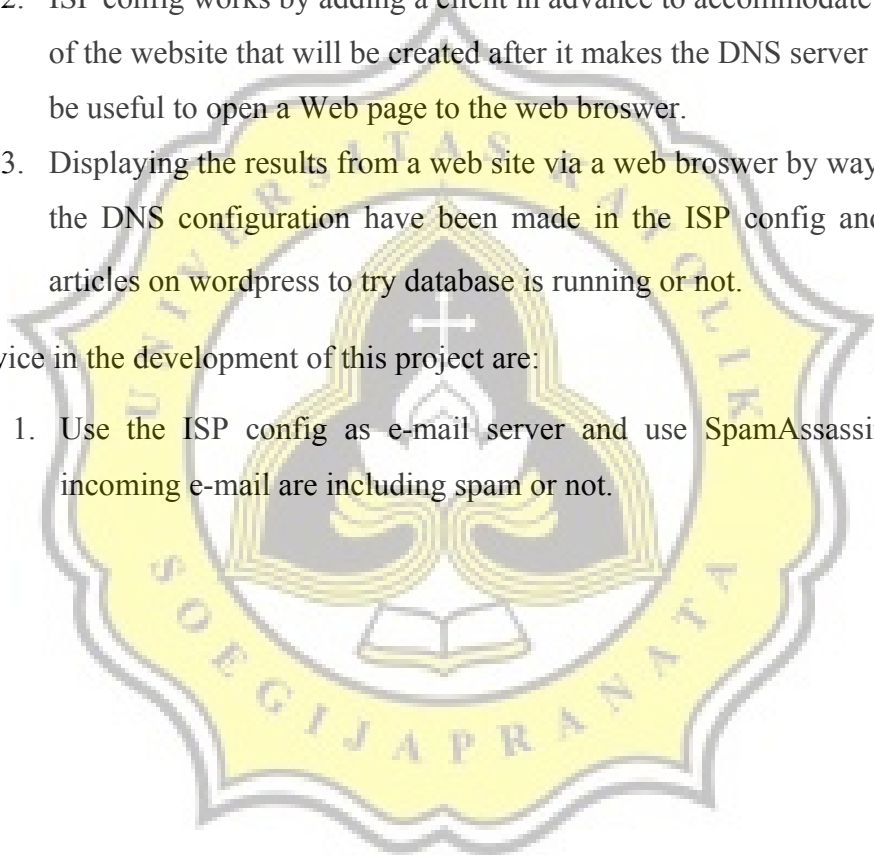 2. ISP config works by adding a client in advance to accommodate
of the website that will be created after it makes the DNS server
be useful to open a Web page to the web broswer.
3. Displaying the results from a web site via a web broswer by way
the DNS configuration have been made in the ISP config and
articles on wordpress to try database is running or not.
vice in the development of this project are:
1. Use the ISP config as e-mail server and use SpamAssassi
incoming e-mail are including spam or not.
UNIVERSITAS KATOLIK
SOEGIJAPRANATA